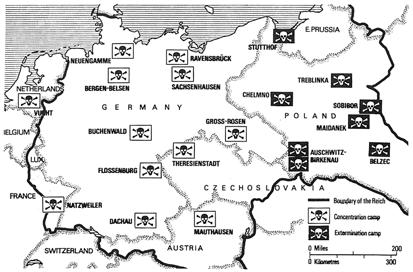 E.PRUSSIA
STUTTHOF
RAVENSBRÜCK
NEUENGAMME
SACHSENHAUSEN
BERGEN-BELSEN
TREBLINKA
NETHERLANDS
CHELMNO
SOBIBOR
VUGHT
GERMANY
POLAND
MAIDANEK
BELGIUM
BUCHENWALD
GROSS-ROSEN
LUX
THERESIENSTADT
AUSCHWITZ-
BIRKENAU
BELZEC
FLOSSENBURG
CZECHOSLOVAKIA
FRANCE
NATZWEILER
Boundary of the Reich
Concentration camp
Extermination camp
DACHAU
MAUTHAUSEN
AUSTRIA
SWITZERLAND
0 Miles 200
0 Kilometres 300